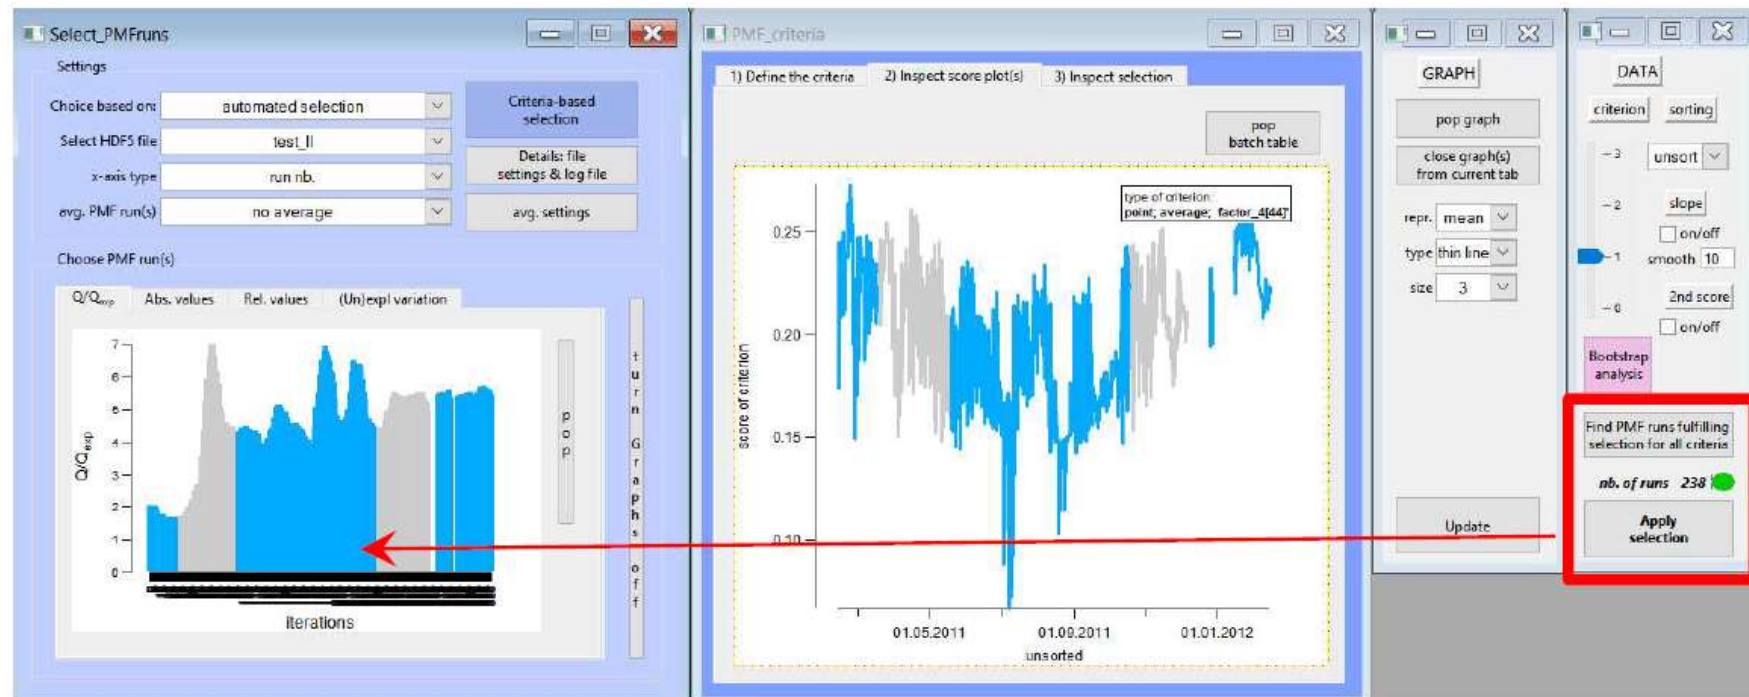 Select_PMFruns
Settings
Choice based on: automated selection
Select HDF5 file test_II
x-axis type run nb.
avg. PMF run(s) no average
Criteria-based
selection
Details: file
settings & log file
avg. settings
Choose PMF run(s)
Q/Qexp Abs. values Rel. values (Un)expl variation
7
6
5
4
3
2
1
0
Q/Qexp
iterations
pop
turn Graphs off
PMF_criteria
1) Define the criteria 2) Inspect score plot(s) 3) Inspect selection
pop
batch table
type of criterion:
point; average; factor_4[44]"
0.25
0.20
0.15
0.10
score of criterion
01.05.2011 01.09.2011 01.01.2012
unsorted
GRAPH
pop graph
close graph(s)
from current tab
repr. mean
type thin line
size 3
Update
DATA
criterion sorting
3 unsort
2 slope
on/off
1 smooth 10
2nd score
0
on/off
Bootstrap
analysis
Find PMF runs fulfilling
selection for all criteria
nb. of runs 238
Apply
selection